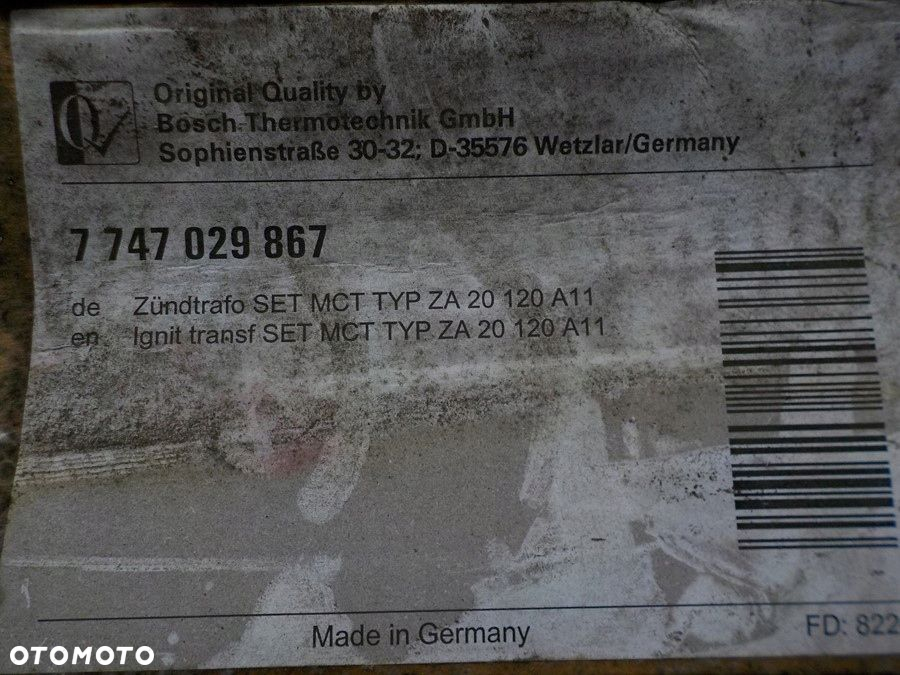 Original Quality by
Bosch Thermotechnik GmbH
Sophienstraße 30-32; D-35576 Wetzlar/Germany
7 747 029 867
de Zündtrafo SET MCT TYP ZA 20 120 A11
en Ignit transf SET MCT TYP ZA 20 120 A11
Made in Germany
FD: 822
OTOMOTO